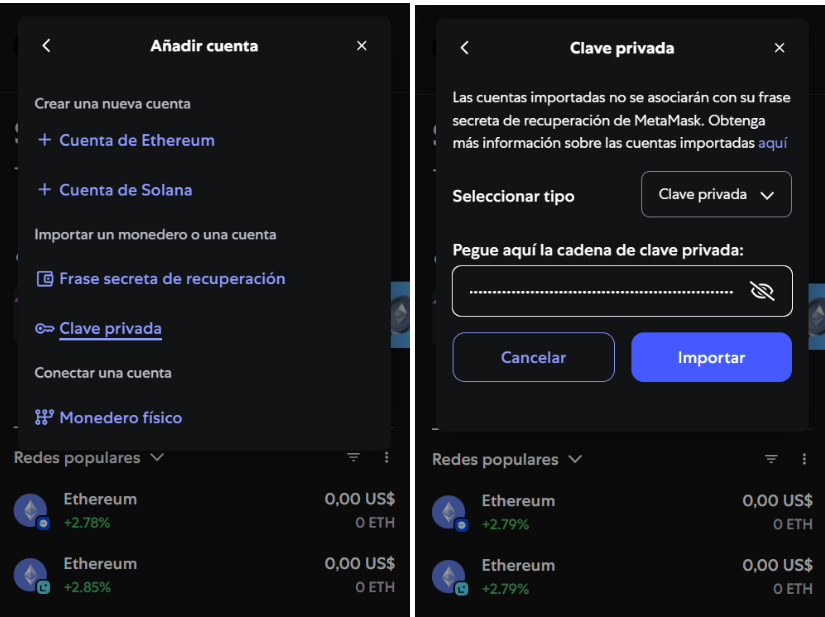 Añadir cuenta
Crear una nueva cuenta
+ Cuenta de Ethereum
+ Cuenta de Solana
Importar un monedero o una cuenta
Frase secreta de recuperación
Clave privada
Conectar una cuenta
Monedero físico
Redes populares
Ethereum 0,00 US$
+2.78% 0 ETH
Ethereum 0,00 US$
+2.85% 0 ETH
Clave privada
Las cuentas importadas no se asociarán con su frase
secreta de recuperación de MetaMask. Obtenga
más información sobre las cuentas importadas aquí
Seleccionar tipo Clave privada
Pegue aquí la cadena de clave privada:
Cancelar Importar
Redes populares
Ethereum 0,00 US$
+2.79% 0 ETH
Ethereum 0,00 US$
+2.79% 0 ETH